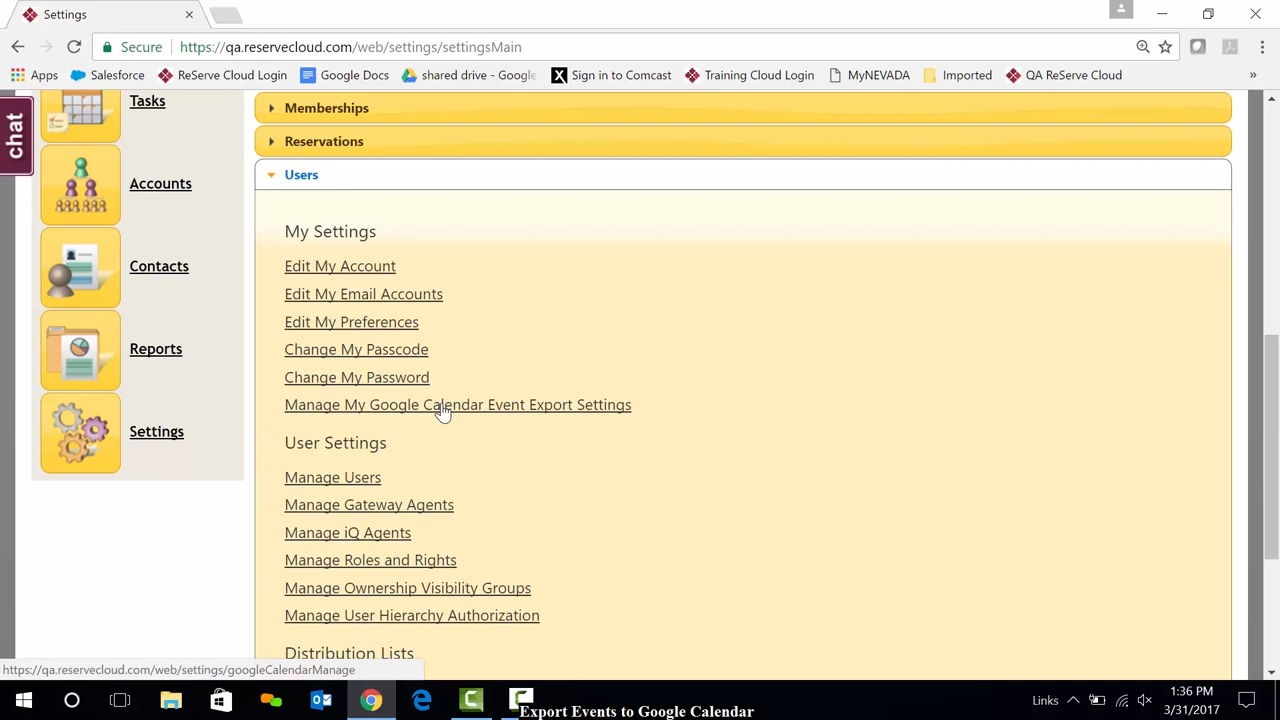 Settings
Secure
https://qa.reservecloud.com/web/settings/settingsMain
Apps
Salesforce
ReServe Cloud Login
Google Docs
shared drive - Google
Sign in to Comcast
Training Cloud Login
MyNEVADA
Imported
QA ReServe Cloud
»
chat
Tasks
Accounts
Contacts
Reports
Settings
Memberships
Reservations
Users
My Settings
Edit My Account
Edit My Email Accounts
Edit My Preferences
Change My Passcode
Change My Password
Manage My Google Calendar Event Export Settings
User Settings
Manage Users
Manage Gateway Agents
Manage iQ Agents
Manage Roles and Rights
Manage Ownership Visibility Groups
Manage User Hierarchy Authorization
Distribution Lists
https://qa.reservecloud.com/web/settings/googleCalendarManage
Links
1:36 PM
3/31/2017
Export Events to Google Calendar